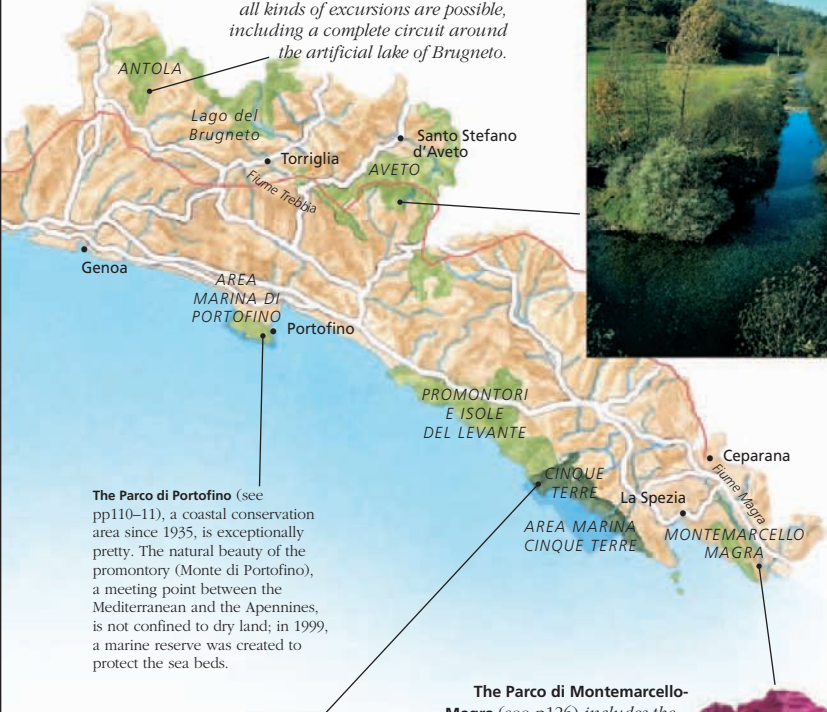 all kinds of excursions are possible,
including a complete circuit around
the artificial lake of Brugneto.
ANTOLA
Lago del
Brugneto
Santo Stefano
d'Aveto
Torriglia
AVETO
Fiume Trebbia
Genoa
AREA
MARINA DI
PORTOFINO
Portofino
PROMONTORI
E ISOLE
DEL LEVANTE
Ceparana
CINQUE
TERRE
Fiume Magra
La Spezia
AREA MARINA
CINQUE TERRE
MONTEMARCELLO
MAGRA
The Parco di Portofino (see
pp110–11), a coastal conservation
area since 1935, is exceptionally
pretty. The natural beauty of the
promontory (Monte di Portofino),
a meeting point between the
Mediterranean and the Apennines,
is not confined to dry land; in 1999,
a marine reserve was created to
protect the sea beds.
The Parco di Montemarcello-
Magra (see p126) includes the